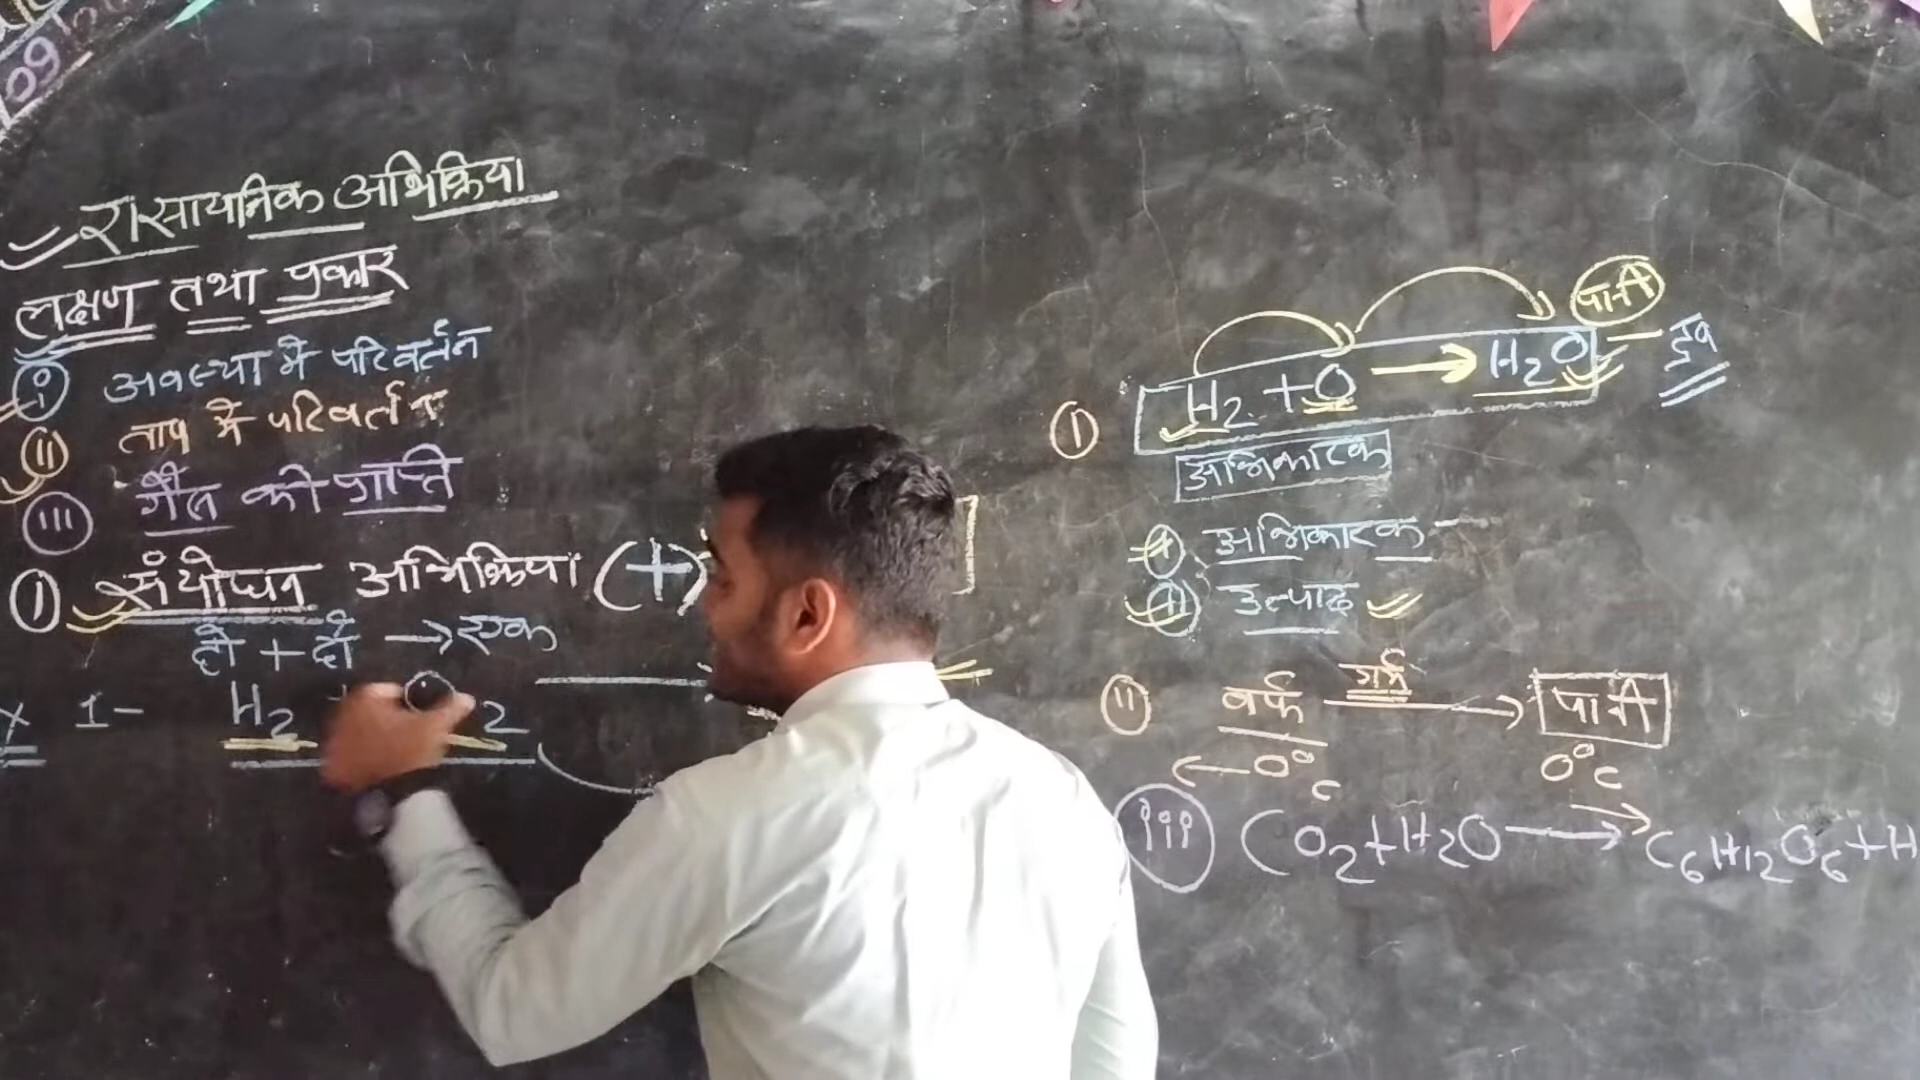 09
रासायनिक अभिक्रिया
लक्षण तथा प्रकार
(i) अवस्था में परिवर्तन
(ii) ताप में परिवर्तन
(iii) गैस की प्राप्ति
(i) संयोजन अभिक्रिया (+)
दो + दो → एक
1- H₂ + O 2
पानी
(i) H₂ + O → H₂O द्रव
अभिकारक
अभिकारक
(ii) उत्पाद
(ii) बर्फ गर्म → पानी
← 0°c 0°c
(iii) CO₂ + H₂O → C₆H₁₂O₆ + H